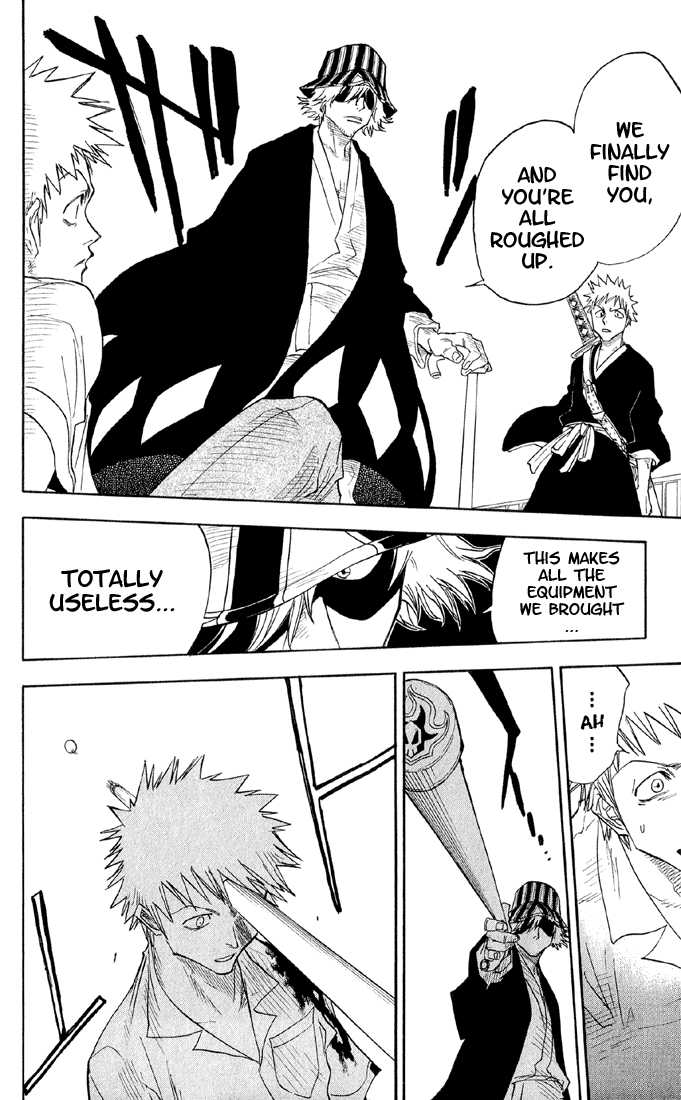 WE
FINALLY
FIND
YOU,
AND
YOU'RE
ALL
ROUGHED
UP.
THIS MAKES
ALL THE
EQUIPMENT
WE BROUGHT
...
TOTALLY
USELESS...
...
AH
...